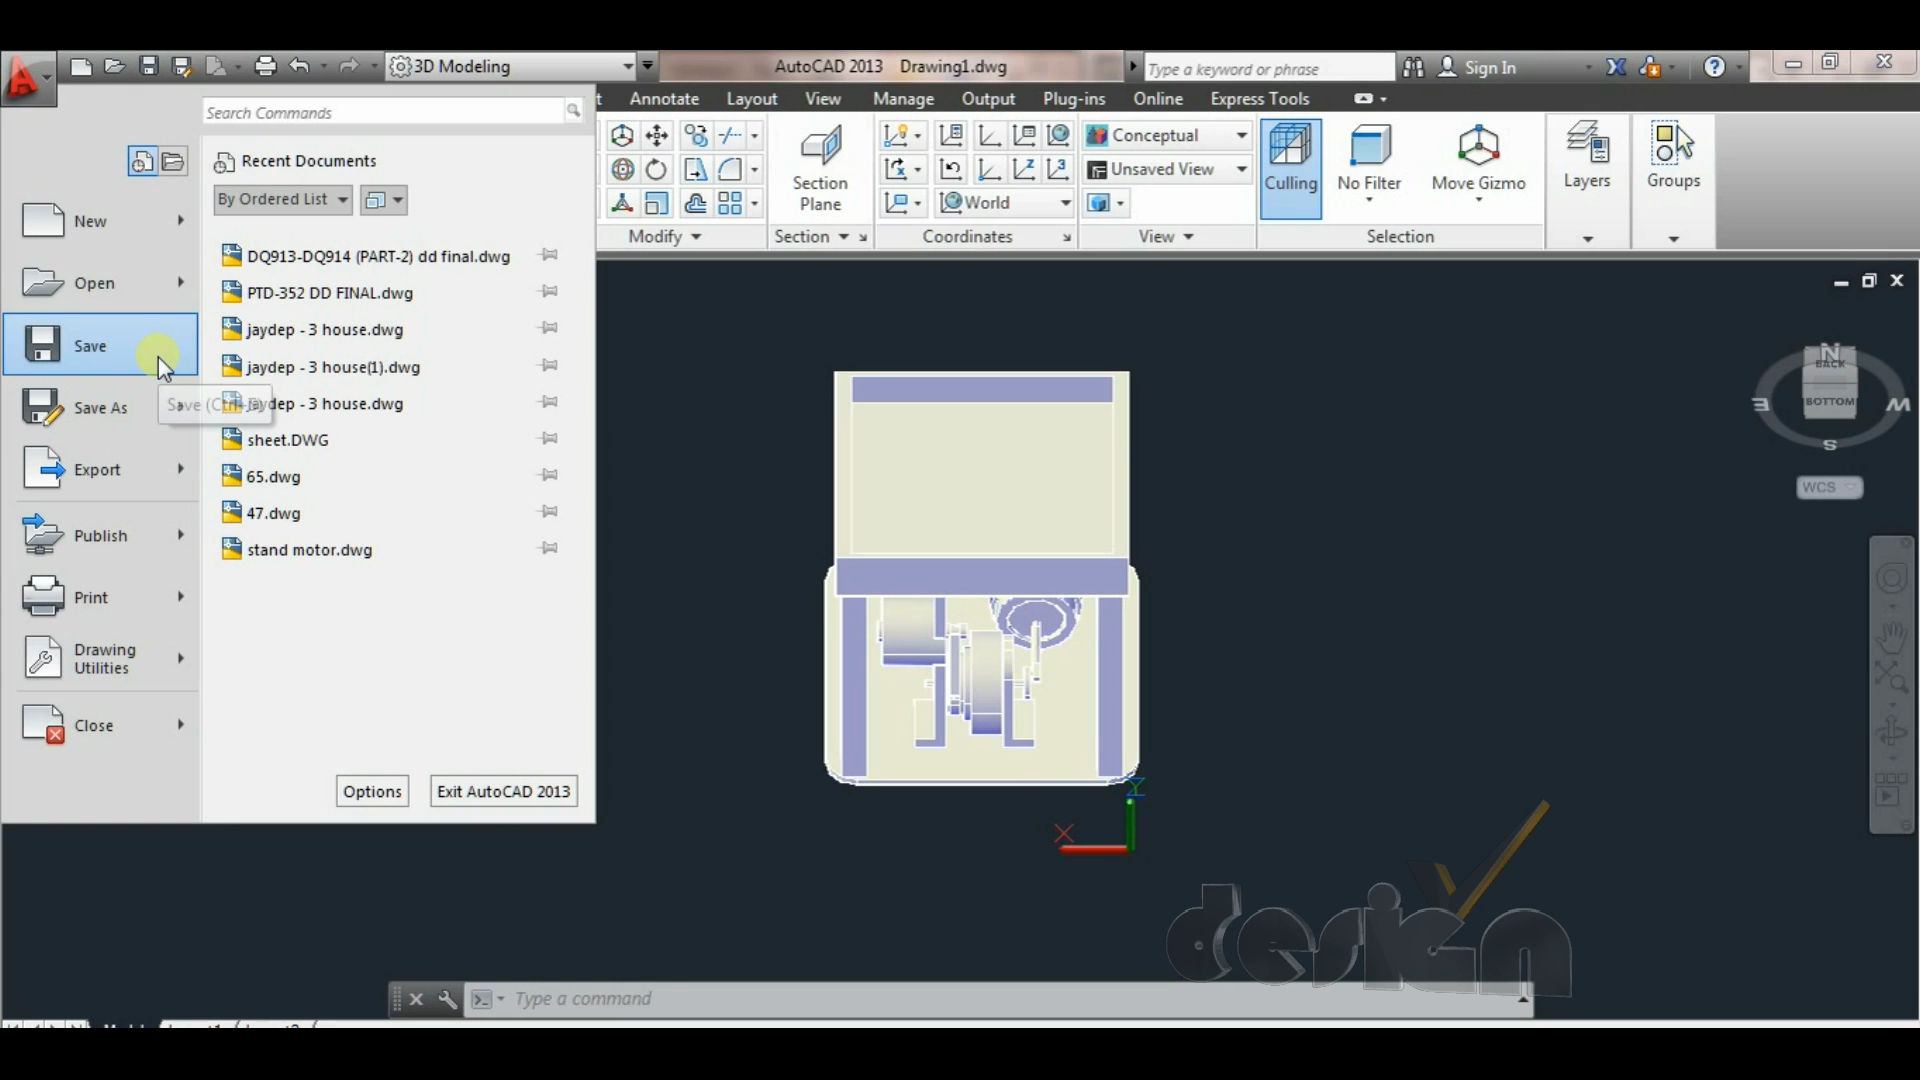 3D Modeling
AutoCAD 2013 Drawing1.dwg
Type a keyword or phrase
Sign In
Search Commands
Annotate Layout View Manage Output Plug-ins Online Express Tools
Recent Documents
By Ordered List
New
Open
Save
Save As
Export
Publish
Print
Drawing
Utilities
Close
DQ913-DQ914 (PART-2) dd final.dwg
PTD-352 DD FINAL.dwg
jaydep - 3 house.dwg
jaydep - 3 house(1).dwg
jaydep - 3 house.dwg
sheet.DWG
65.dwg
47.dwg
stand motor.dwg
Options
Exit AutoCAD 2013
Modify
Section
Plane
Section
World
Coordinates
Conceptual
Unsaved View
View
Culling
No Filter
Move Gizmo
Selection
Layers
Groups
N
BACK
BOTTOM
E
W
S
WCS
X
design
Type a command